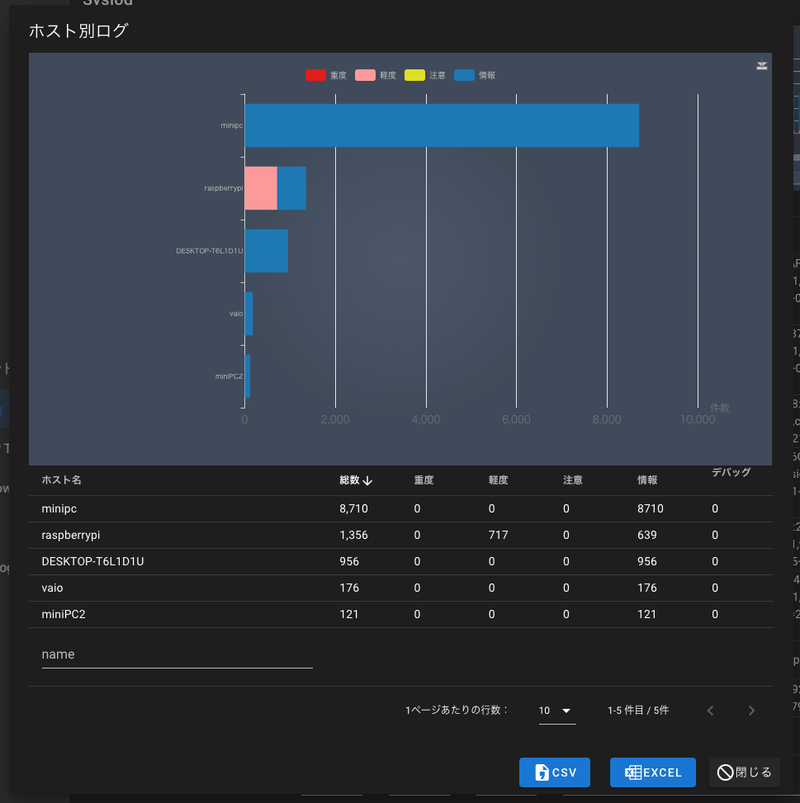 Syslog
ホスト別ログ
重度 軽度 注意 情報
minipc
raspberrypi
DESKTOP-T6L1D1U
vaio
miniPC2
件数
0 2,000 4,000 6,000 8,000 10,000
ホスト名 総数 重度 軽度 注意 情報 デバッグ
minipc 8,710 0 0 0 8710 0
raspberrypi 1,356 0 717 0 639 0
DESKTOP-T6L1D1U 956 0 0 0 956 0
vaio 176 0 0 0 176 0
miniPC2 121 0 0 0 121 0
name
1ページあたりの行数： 10 1-5 件目 / 5件
CSV EXCEL 閉じる